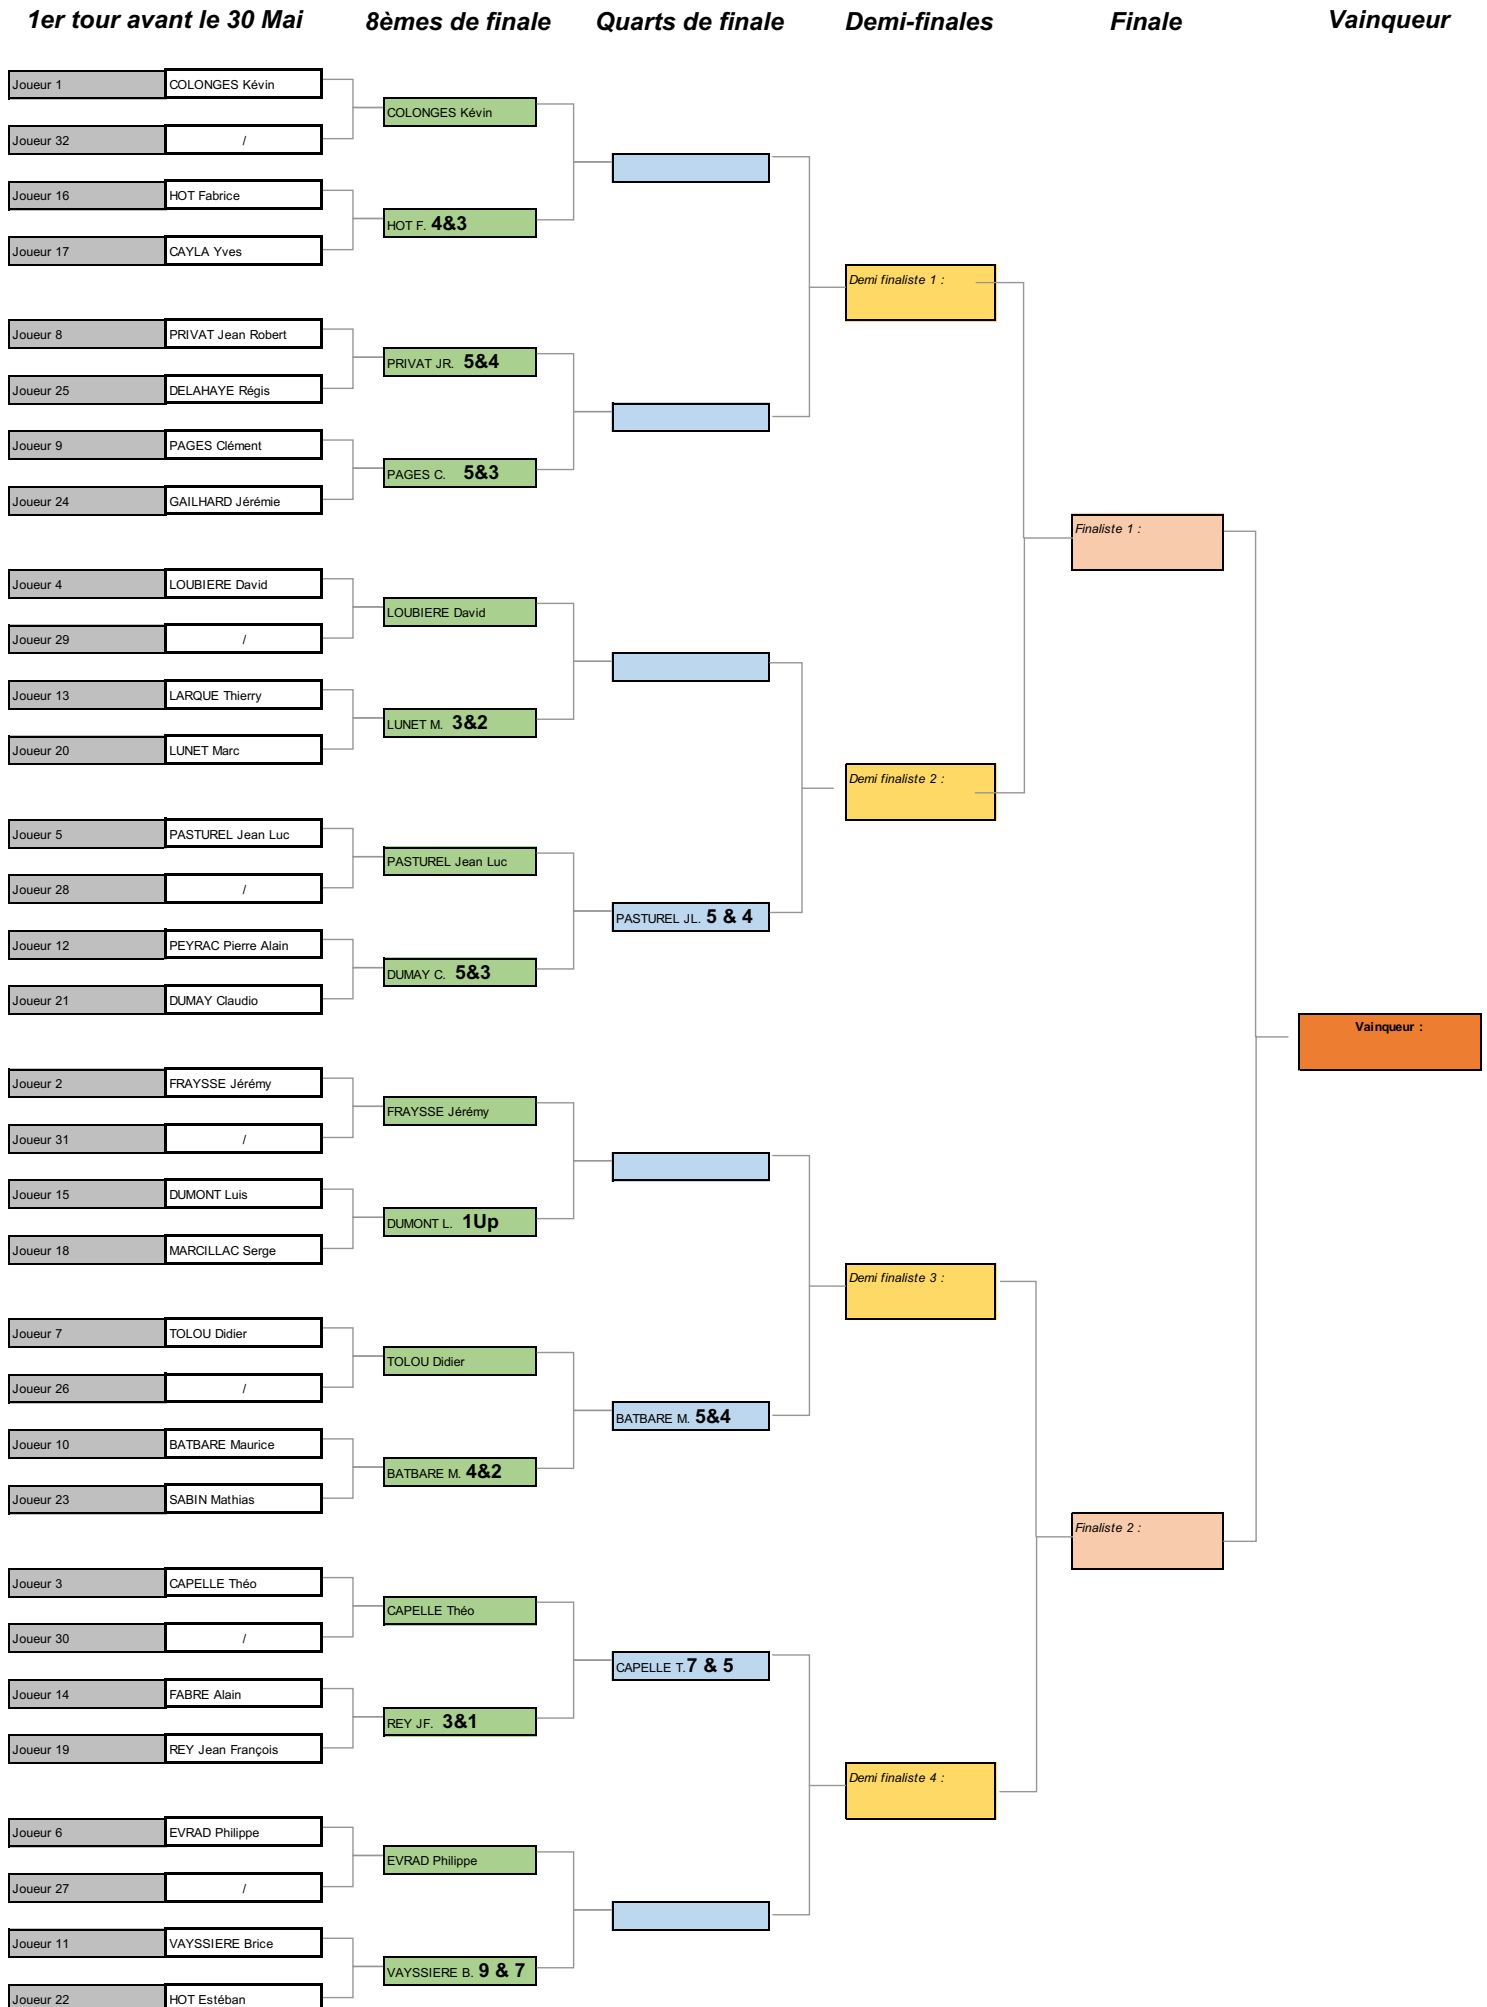 1er tour avant le 30 Mai
8èmes de finale
Quarts de finale
Demi-finales
Finale
Vainqueur
Joueur 1 COLONGES Kévin
COLONGES Kévin
Joueur 32 /
Joueur 16 HOT Fabrice
HOT F. 4&3
Joueur 17 CAYLA Yves
Demi finaliste 1 :
Joueur 8 PRIVAT Jean Robert
PRIVAT JR. 5&4
Joueur 25 DELAHAYE Régis
Joueur 9 PAGES Clément
PAGES C. 5&3
Joueur 24 GAILHARD Jérémie
Finaliste 1 :
Joueur 4 LOUBIERE David
LOUBIERE David
Joueur 29 /
Joueur 13 LARQUE Thierry
LUNET M. 3&2
Joueur 20 LUNET Marc
Demi finaliste 2 :
Joueur 5 PASTUREL Jean Luc
PASTUREL Jean Luc
Joueur 28 /
PASTUREL JL. 5 & 4
Joueur 12 PEYRAC Pierre Alain
DUMAY C. 5&3
Joueur 21 DUMAY Claudio
Vainqueur :
Joueur 2 FRAYSSE Jérémy
FRAYSSE Jérémy
Joueur 31 /
Joueur 15 DUMONT Luis
DUMONT L. 1Up
Joueur 18 MARCILLAC Serge
Demi finaliste 3 :
Joueur 7 TOLOU Didier
TOLOU Didier
Joueur 26 /
BATBARE M. 5&4
Joueur 10 BATBARE Maurice
BATBARE M. 4&2
Joueur 23 SABIN Mathias
Finaliste 2 :
Joueur 3 CAPELLE Théo
CAPELLE Théo
Joueur 30 /
CAPELLE T. 7 & 5
Joueur 14 FABRE Alain
REY JF. 3&1
Joueur 19 REY Jean François
Demi finaliste 4 :
Joueur 6 EVRAD Philippe
EVRAD Philippe
Joueur 27 /
Joueur 11 VAYSSIERE Brice
VAYSSIERE B. 9 & 7
Joueur 22 HOT Estéban